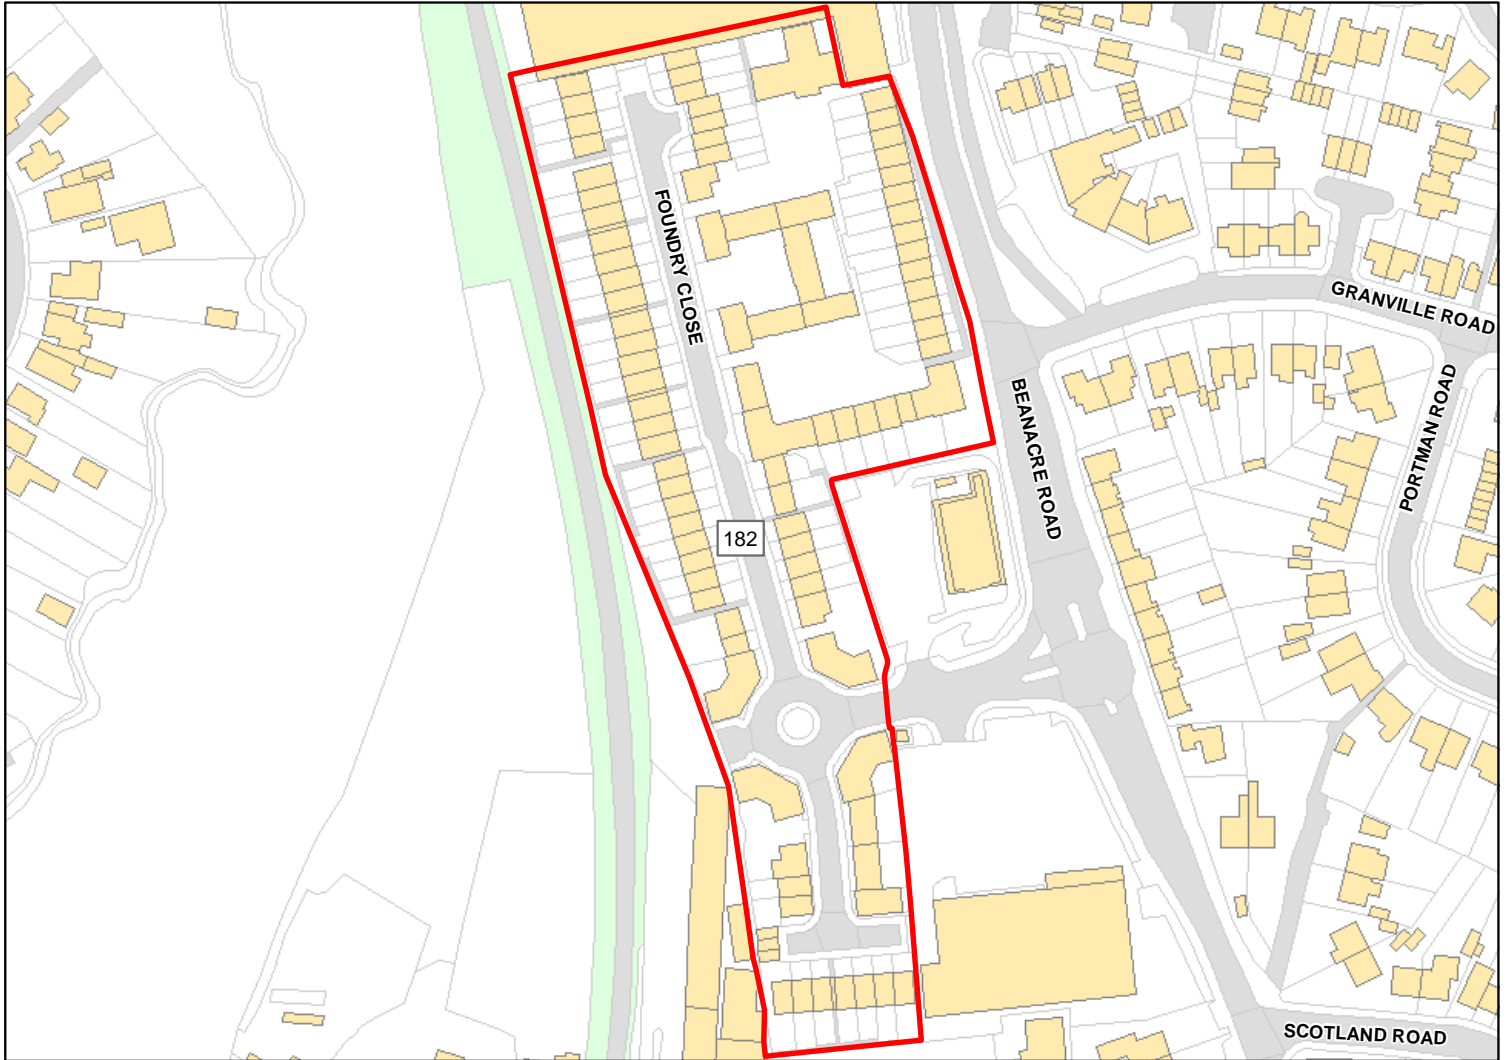 FOUNDRY CLOSE
GRANVILLE ROAD
BEANACRE ROAD
PORTMAN ROAD
182
SCOTLAND ROAD